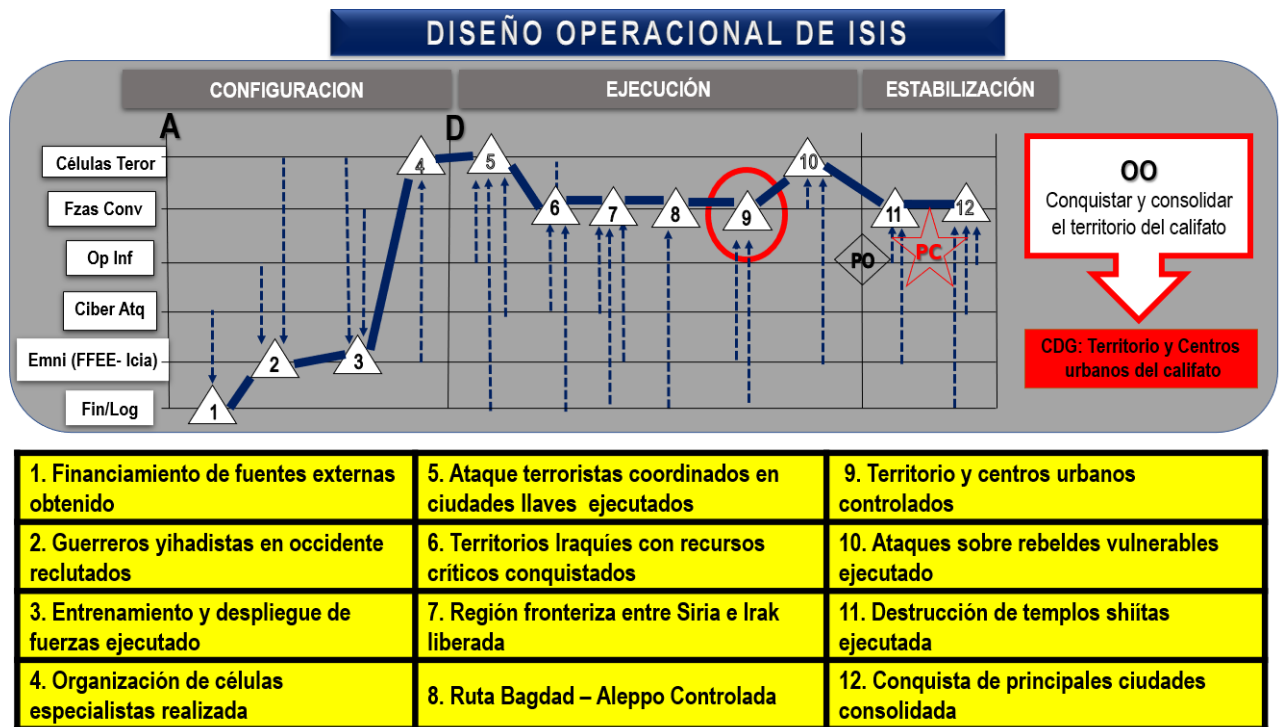 DISEÑO OPERACIONAL DE ISIS
CONFIGURACION
EJECUCIÓN
ESTABILIZACIÓN
A
D
Células Teror
Fzas Conv
Op Inf
Ciber Atq
Emni (FFEE- Icia)
Fin/Log
1
2
3
4
5
6
7
8
9
10
11
12
PO
PC
OO
Conquistar y consolidar
el territorio del califato
CDG: Territorio y Centros
urbanos del califato
1. Financiamiento de fuentes externas
obtenido
5. Ataque terroristas coordinados en
ciudades llaves ejecutados
9. Territorio y centros urbanos
controlados
2. Guerreros yihadistas en occidente
reclutados
6. Territorios Iraquíes con recursos
críticos conquistados
10. Ataques sobre rebeldes vulnerables
ejecutado
3. Entrenamiento y despliegue de
fuerzas ejecutado
7. Región fronteriza entre Siria e Irak
liberada
11. Destrucción de templos shiítas
ejecutada
4. Organización de células
especialistas realizada
8. Ruta Bagdad – Aleppo Controlada
12. Conquista de principales ciudades
consolidada